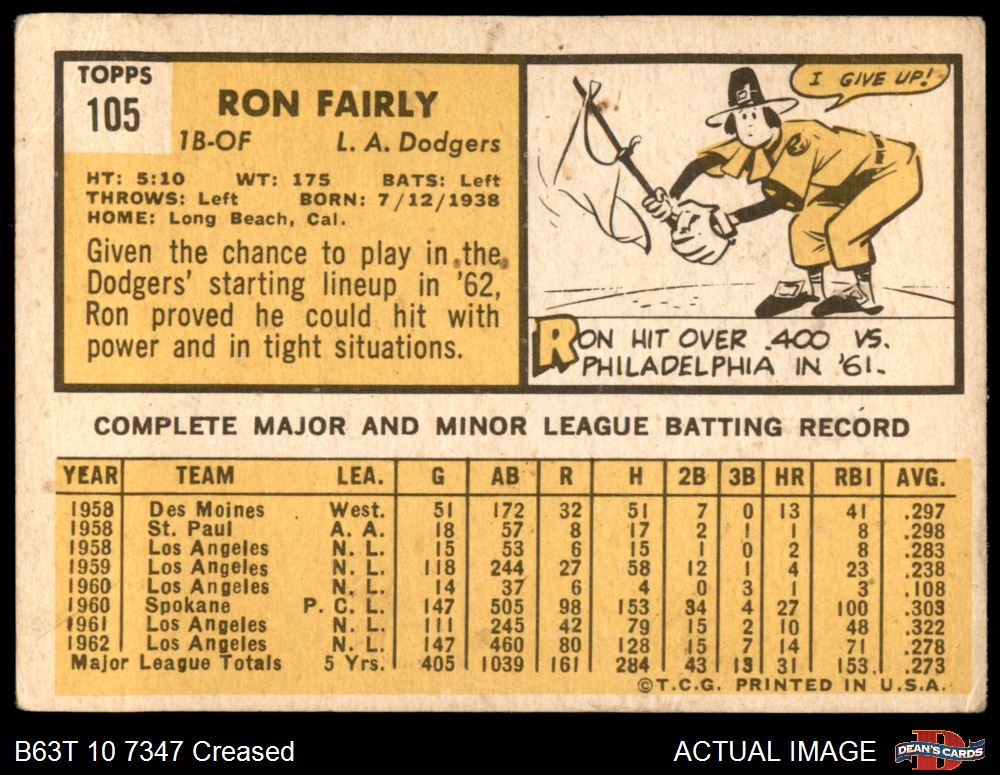 TOPPS
105
RON FAIRLY
1B-OF L. A. Dodgers
HT: 5:10 WT: 175 BATS: Left
THROWS: Left BORN: 7/12/1938
HOME: Long Beach, Cal.
Given the chance to play in the
Dodgers' starting lineup in '62,
Ron proved he could hit with
power and in tight situations.
I GIVE UP!
RON HIT OVER .400 VS.
PHILADELPHIA IN '61.
COMPLETE MAJOR AND MINOR LEAGUE BATTING RECORD
YEAR TEAM LEA. G AB R H 2B 3B HR RBI AVG.
1958 Des Moines West. 51 172 32 51 7 0 13 41 .297
1958 St. Paul A. A. 18 57 8 17 2 1 1 8 .298
1958 Los Angeles N. L. 15 53 6 15 1 0 2 8 .283
1959 Los Angeles N. L. 118 244 27 58 12 1 4 23 .238
1960 Los Angeles N. L. 14 37 6 4 0 3 1 3 .108
1960 Spokane P. C. L. 147 505 98 153 34 4 27 100 .303
1961 Los Angeles N. L. 111 245 42 79 15 2 10 48 .322
1962 Los Angeles N. L. 147 460 80 128 15 7 14 71 .278
Major League Totals 5 Yrs. 405 1039 161 284 43 13 31 153 .273
©T.C.G. PRINTED IN U.S.A.
B63T 10 7347 Creased ACTUAL IMAGE
DEAN'S CARDS